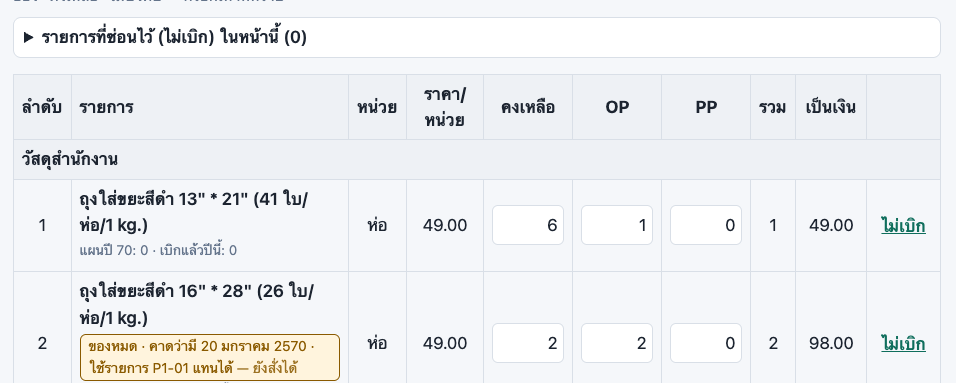 ▶ รายการที่ซ่อนไว้ (ไม่เบิก) ในหน้านี้ (0)
ลำดับ รายการ หน่วย ราคา/ คงเหลือ OP PP รวม เป็นเงิน
หน่วย
วัสดุสำนักงาน
ถุงใส่ขยะสีดำ 13" * 21" (41 ใบ/
ห่อ/1 kg.)
1 ห่อ 49.00 6 1 0 1 49.00 ไม่เบิก
แผนปี 70: 0 · เบิกแล้วปีนี้: 0
ถุงใส่ขยะสีดำ 16" * 28" (26 ใบ/
ห่อ/1 kg.)
2 ห่อ 49.00 2 2 0 2 98.00 ไม่เบิก
ของหมด · คาดว่ามี 20 มกราคม 2570 ·
ใช้รายการ P1-01 แทนได้ — ยังสั่งได้